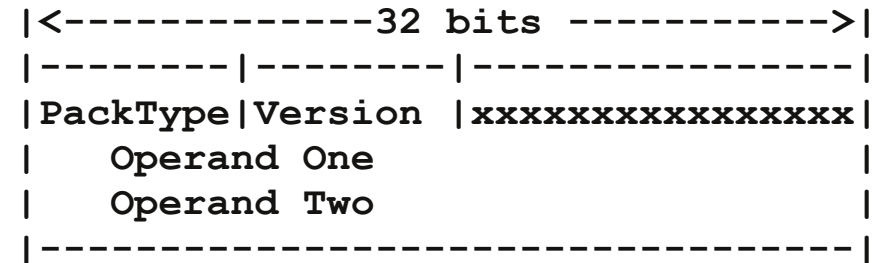 |<-------------32 bits ----------->|
|--------|--------|----------------|
|PackType|Version |xxxxxxxxxxxxxxxx|
|   Operand One                    |
|   Operand Two                    |
|----------------------------------|